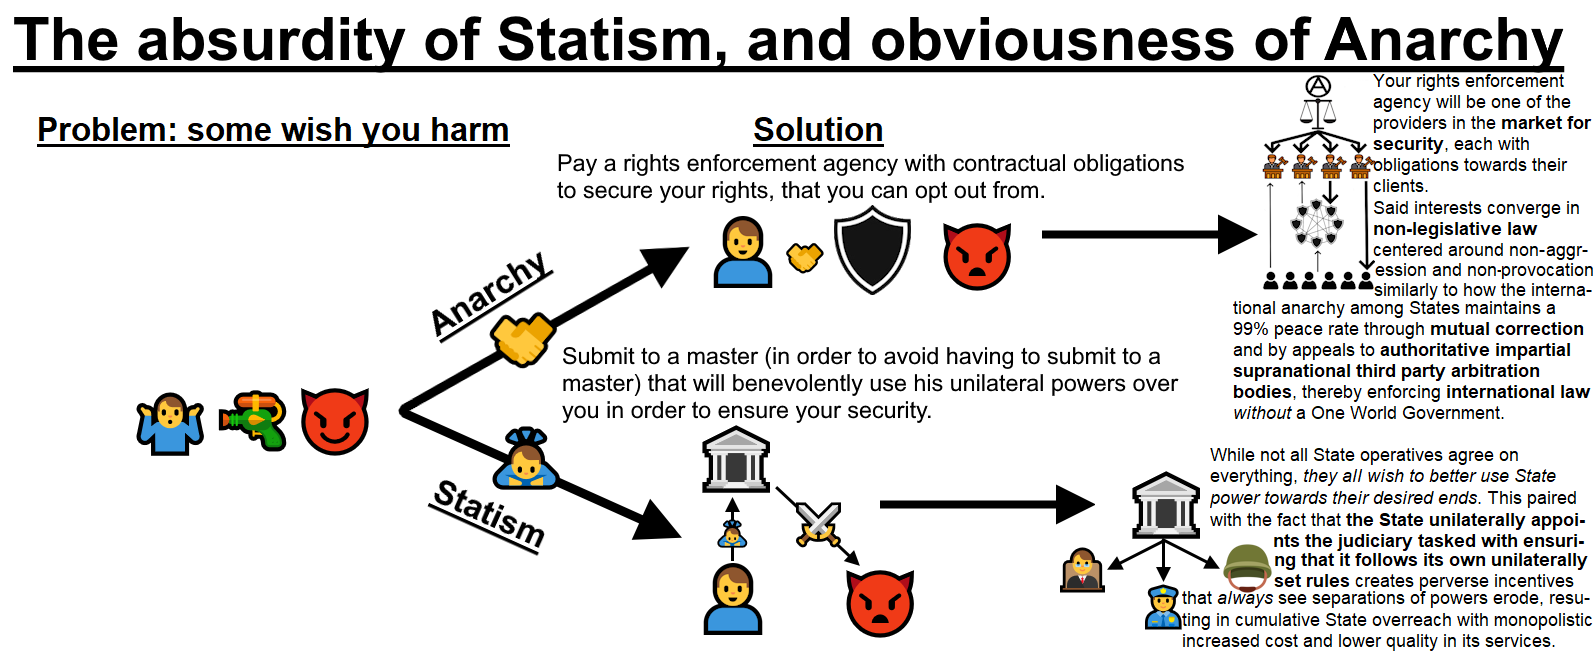 The absurdity of Statism, and obviousness of Anarchy
Problem: some wish you harm
Solution
Pay a rights enforcement agency with contractual obligations
to secure your rights, that you can opt out from.
Anarchy
Submit to a master (in order to avoid having to submit to a
master) that will benevolently use his unilateral powers over
you in order to ensure your security.
Statism
Your rights enforcement
agency will be one of the
providers in the market for
security, each with
obligations towards their
clients.
Said interests converge in
non-legislative law
centered around non-aggr-
ession and non-provocation
similarly to how the interna-
tional anarchy among States maintains a
99% peace rate through mutual correction
and by appeals to authoritative impartial
supranational third party arbitration
bodies, thereby enforcing international law
without a One World Government.
While not all State operatives agree on
everything, they all wish to better use State
power towards their desired ends. This paired
with the fact that the State unilaterally appoi-
nts the judiciary tasked with ensuri-
ng that it follows its own unilaterally
set rules creates perverse incentives
that always see separations of powers erode, resu-
ting in cumulative State overreach with monopolistic
increased cost and lower quality in its services.